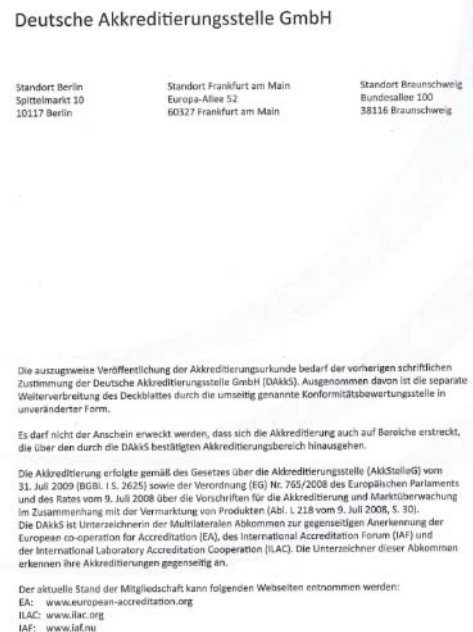 Deutsche Akkreditierungsstelle GmbH
Standort Berlin
Spittelmarkt 10
10117 Berlin
Standort Frankfurt am Main
Europa-Allee 52
60327 Frankfurt am Main
Standort Braunschweig
Bundesallee 100
38116 Braunschweig
Die auszugsweise Veröffentlichung der Akkreditierungsurkunde bedarf der vorherigen schriftlichen
Zustimmung der Deutsche Akkreditierungsstelle GmbH (DAkkS). Ausgenommen davon ist die separate
Weiterverbreitung des Deckblattes durch die umseitig genannte Konformitätsbewertungsstelle in
unveränderter Form.
Es darf nicht der Anschein erweckt werden, dass sich die Akkreditierung auch auf Bereiche erstreckt,
die über den durch die DAkkS bestätigten Akkreditierungsbereich hinausgehen.
Die Akkreditierung erfolgte gemäß des Gesetzes über die Akkreditierungsstelle (AkkStelleG) vom
31. Juli 2009 (BGBl. I S. 2625) sowie der Verordnung (EG) Nr. 765/2008 des Europäischen Parlaments
und des Rates vom 9. Juli 2008 über die Vorschriften für die Akkreditierung und Marktüberwachung
im Zusammenhang mit der Vermarktung von Produkten (Abl. L 218 vom 9. Juli 2008, S. 30).
Die DAkkS ist Unterzeichnerin der Multilateralen Abkommen zur gegenseitigen Anerkennung der
European co-operation for Accreditation (EA), des International Accreditation Forum (IAF) und
der International Laboratory Accreditation Cooperation (ILAC). Die Unterzeichner dieser Abkommen
erkennen ihre Akkreditierungen gegenseitig an.
Der aktuelle Stand der Mitgliedschaft kann folgenden Webseiten entnommen werden:
EA: www.european-accreditation.org
ILAC: www.ilac.org
IAF: www.iaf.nu